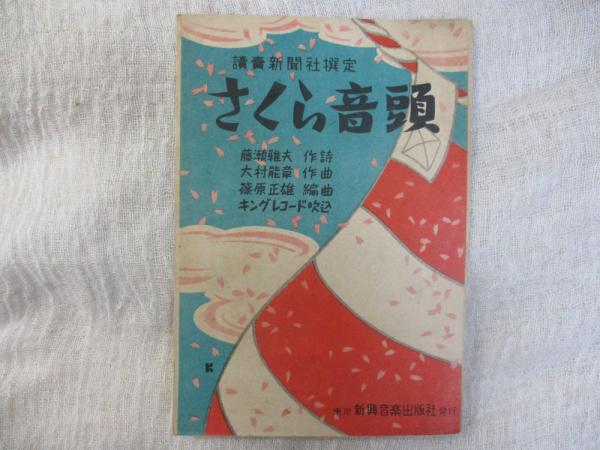 讀賣新聞社撰定
さくら音頭
藤瀬雅夫 作詩
大村能章 作曲
篠原正雄 編曲
キングレコード吹込
K
東京 新興音楽出版社 発行